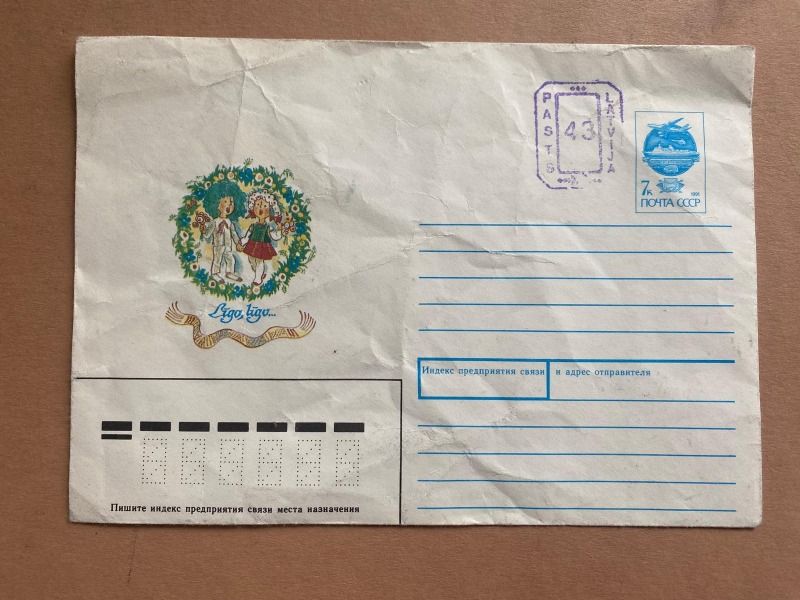 PASTS
43
LATVIJA
7к
1991
ПОЧТА СССР
Līgo, līgo...
Индекс предприятия связи и адрес отправителя
Пишите индекс предприятия связи места назначения